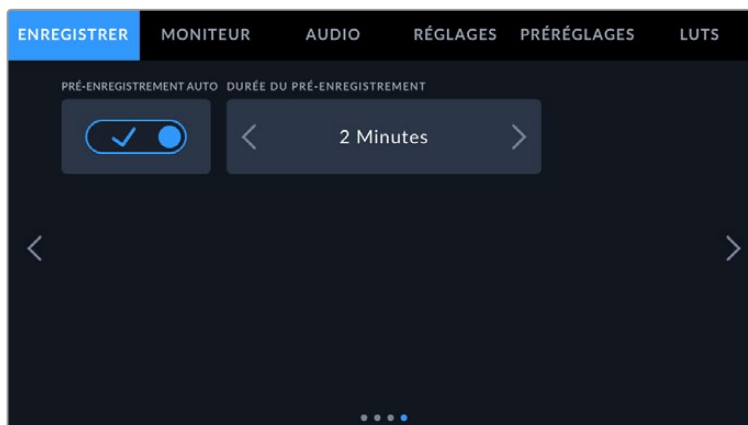 ENREGISTRER MONITEUR AUDIO RÉGLAGES PRÉRÉGLAGES LUTS
PRÉ-ENREGISTREMENT AUTO DURÉE DU PRÉ-ENREGISTREMENT
2 Minutes